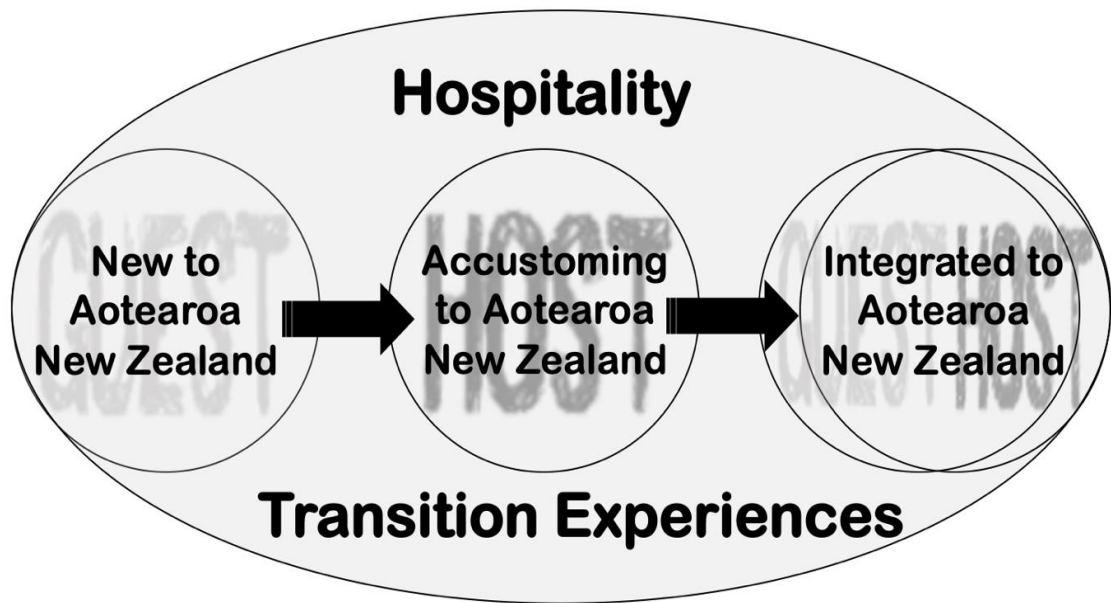 Hospitality
GUEST
New to
Aotearoa
New Zealand
HOST
Accustoming
to Aotearoa
New Zealand
GUEST HOST
Integrated to
Aotearoa
New Zealand
Transition Experiences